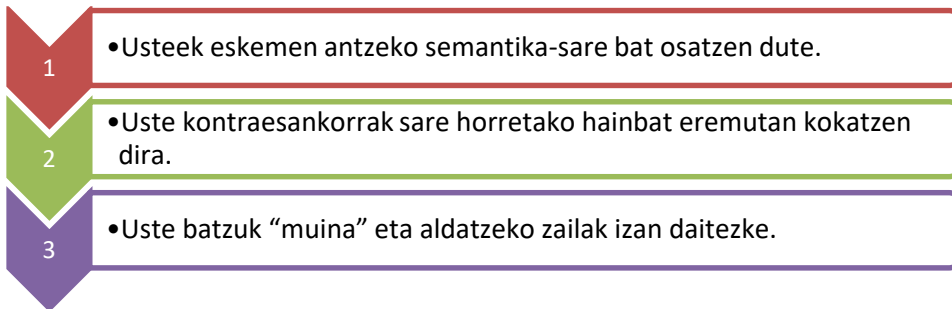 1
•Usteek eskemen antzeko semantika-sare bat osatzen dute.
2
•Uste kontraesankorrak sare horretako hainbat eremutan kokatzen
dira.
3
•Uste batzuk “muina” eta aldatzeko zailak izan daitezke.